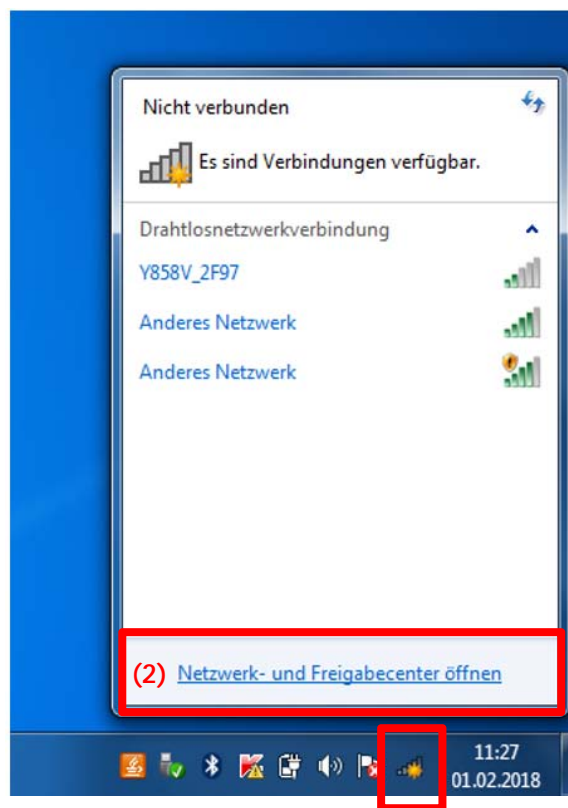 Nicht verbunden
Es sind Verbindungen verfügbar.
Drahtlosnetzwerkverbindung
Y858V_2F97
Anderes Netzwerk
Anderes Netzwerk
(2) Netzwerk- und Freigabecenter öffnen
11:27
01.02.2018